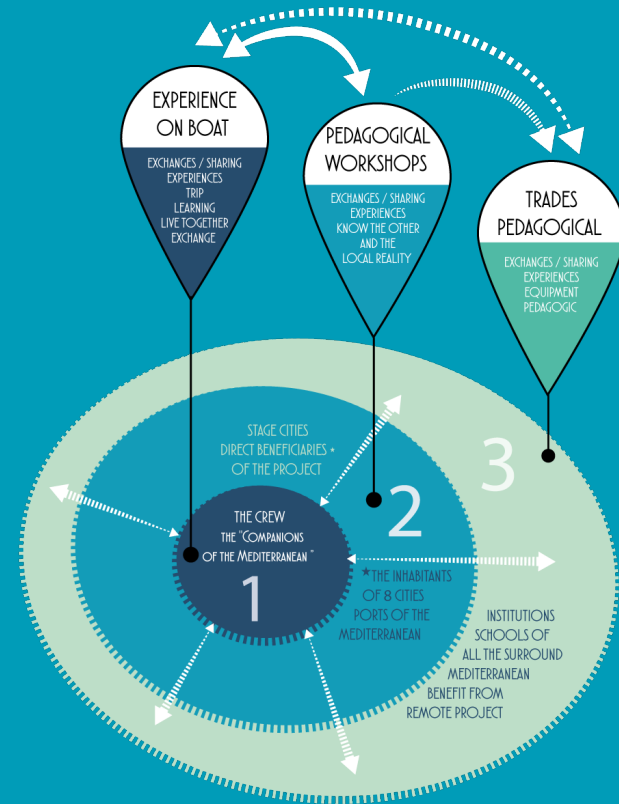 EXPERIENCE
ON BOAT
EXCHANGES / SHARING
EXPERIENCES
TRIP
LEARNING
LIVE TOGETHER
EXCHANGE
PEDAGOGICAL
WORKSHOPS
EXCHANGES / SHARING
EXPERIENCES
KNOW THE OTHER
AND THE
LOCAL REALITY
TRADES
PEDAGOGICAL
EXCHANGES / SHARING
EXPERIENCES
EQUIPMENT
PEDAGOGIC
STAGE CITIES
DIRECT BENEFICIARIES *
OF THE PROJECT
THE CREW
THE "COMPANIONS
OF THE MEDITERRANEAN "
1
2
3
*THE INHABITANTS
OF 8 CITIES
PORTS OF THE
MEDITERRANEAN
INSTITUTIONS
SCHOOLS OF
ALL THE SURROUND
MEDITERRANEAN
BENEFIT FROM
REMOTE PROJECT